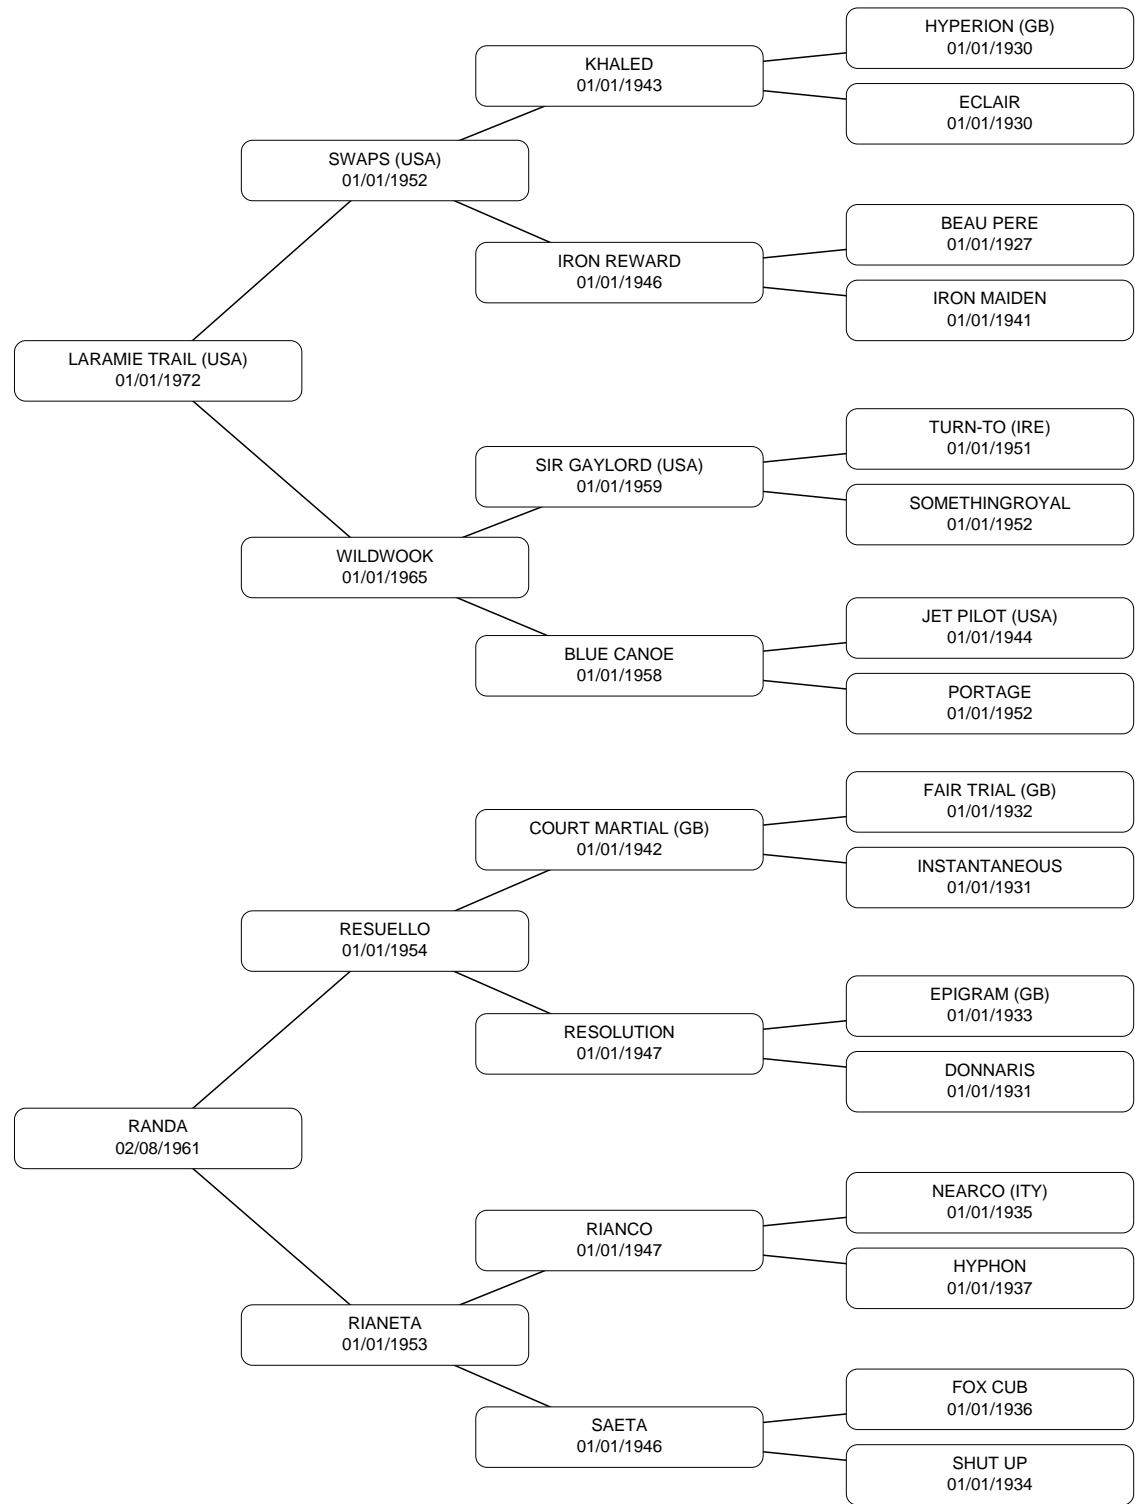 HYPERION (GB)
01/01/1930
KHALED
01/01/1943
ECLAIR
01/01/1930
SWAPS (USA)
01/01/1952
BEAU PERE
01/01/1927
IRON REWARD
01/01/1946
IRON MAIDEN
01/01/1941
LARAMIE TRAIL (USA)
01/01/1972
TURN-TO (IRE)
01/01/1951
SIR GAYLORD (USA)
01/01/1959
SOMETHINGROYAL
01/01/1952
WILDWOOK
01/01/1965
JET PILOT (USA)
01/01/1944
BLUE CANOE
01/01/1958
PORTAGE
01/01/1952
FAIR TRIAL (GB)
01/01/1932
COURT MARTIAL (GB)
01/01/1942
INSTANTANEOUS
01/01/1931
RESUELLO
01/01/1954
EPIGRAM (GB)
01/01/1933
RESOLUTION
01/01/1947
DONNARIS
01/01/1931
RANDA
02/08/1961
NEARCO (ITY)
01/01/1935
RIANCO
01/01/1947
HYPHON
01/01/1937
RIANETA
01/01/1953
FOX CUB
01/01/1936
SAETA
01/01/1946
SHUT UP
01/01/1934